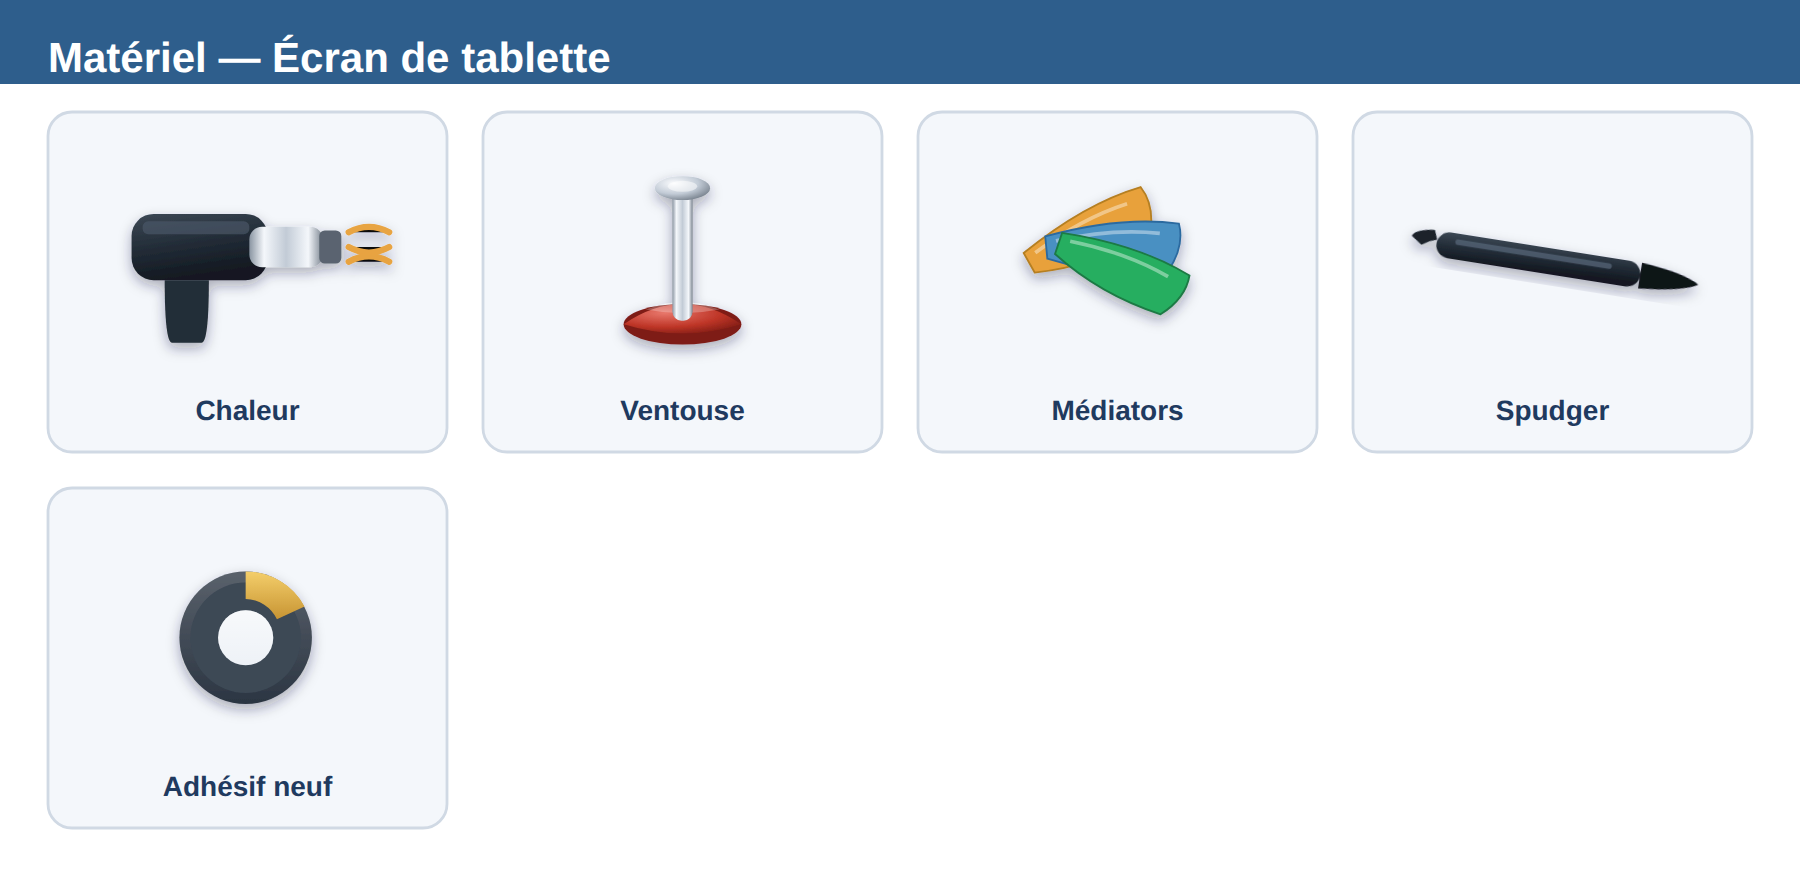 Matériel — Écran de tablette
Chaleur
Ventouse
Médiators
Spudger
Adhésif neuf